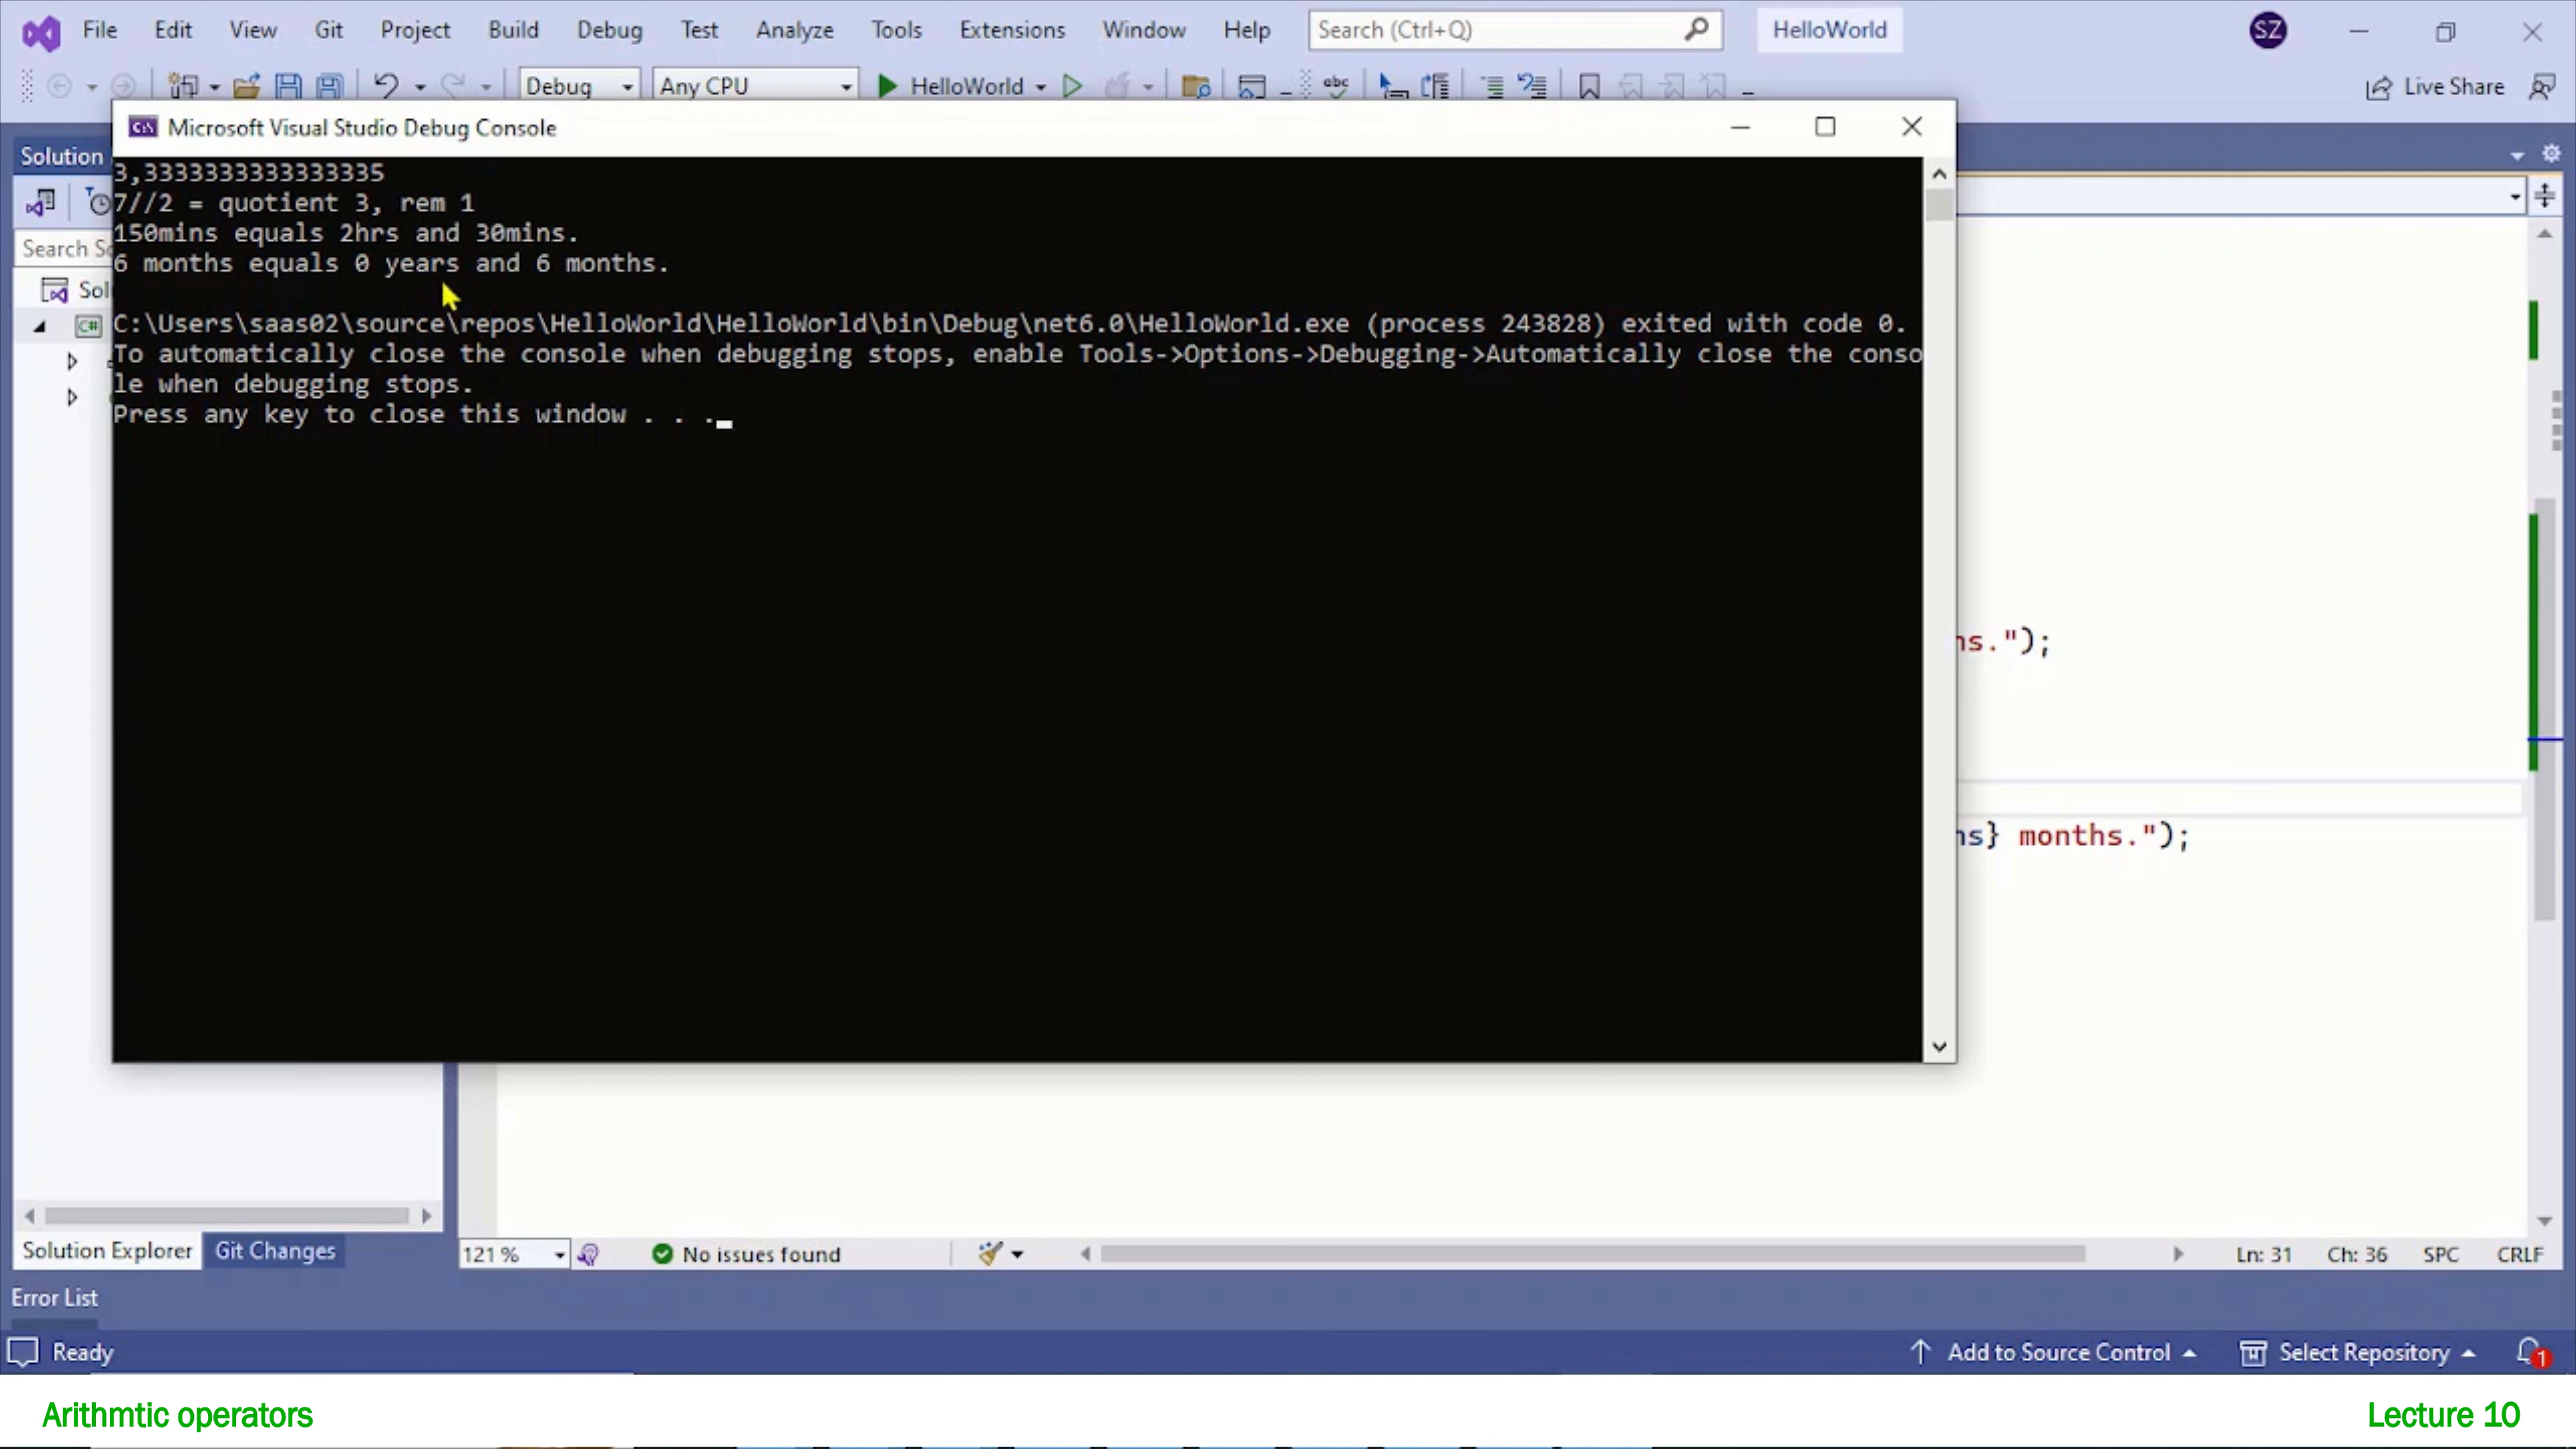 File Edit View Git Project Build Debug Test Analyze Tools Extensions Window Help Search (Ctrl+Q) HelloWorld SZ
Debug Any CPU HelloWorld Live Share
Microsoft Visual Studio Debug Console
Solution
3,3333333333333335
7//2 = quotient 3, rem 1
150mins equals 2hrs and 30mins.
Search
6 months equals 0 years and 6 months.
C:\Users\saas02\source\repos\HelloWorld\HelloWorld\bin\Debug\net6.0\HelloWorld.exe (process 243828) exited with code 0.
To automatically close the console when debugging stops, enable Tools->Options->Debugging->Automatically close the conso
le when debugging stops.
Press any key to close this window . . .
s.");
s} months.");
Solution Explorer Git Changes
121 % No issues found Ln: 31 Ch: 36 SPC CRLF
Error List
Ready Add to Source Control Select Repository 1
Arithmtic operators Lecture 10